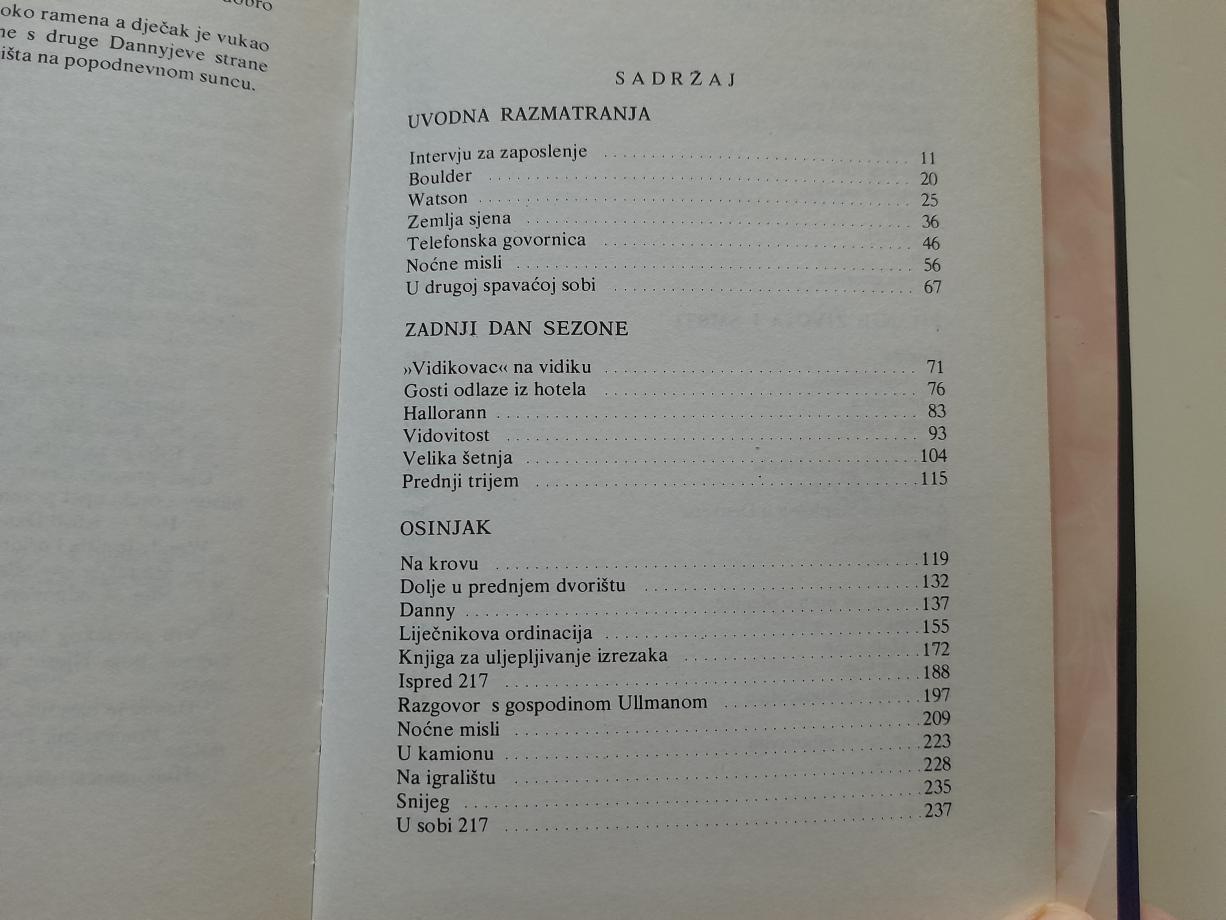 oko ramena a dječak je vukao
s druge Dannyjeve strane
na popodnevnom suncu.
SADRŽAJ
UVODNA RAZMATRANJA
Intervju za zaposlenje 11
Boulder 20
Watson 25
Zemlja sjena 36
Telefonska govornica 46
Noćne misli 56
U drugoj spavaćoj sobi 67
ZADNJI DAN SEZONE
»Vidikovac« na vidiku 71
Gosti odlaze iz hotela 76
Hallorann 83
Vidovitost 93
Velika šetnja 104
Prednji trijem 115
OSINJAK
Na krovu 119
Dolje u prednjem dvorištu 132
Danny 137
Liječnikova ordinacija 155
Knjiga za uljepljivanje izrezaka 172
Ispred 217 188
Razgovor s gospodinom Ullmanom 197
Noćne misli 209
U kamionu 223
Na igralištu 228
Snijeg 235
U sobi 217 237